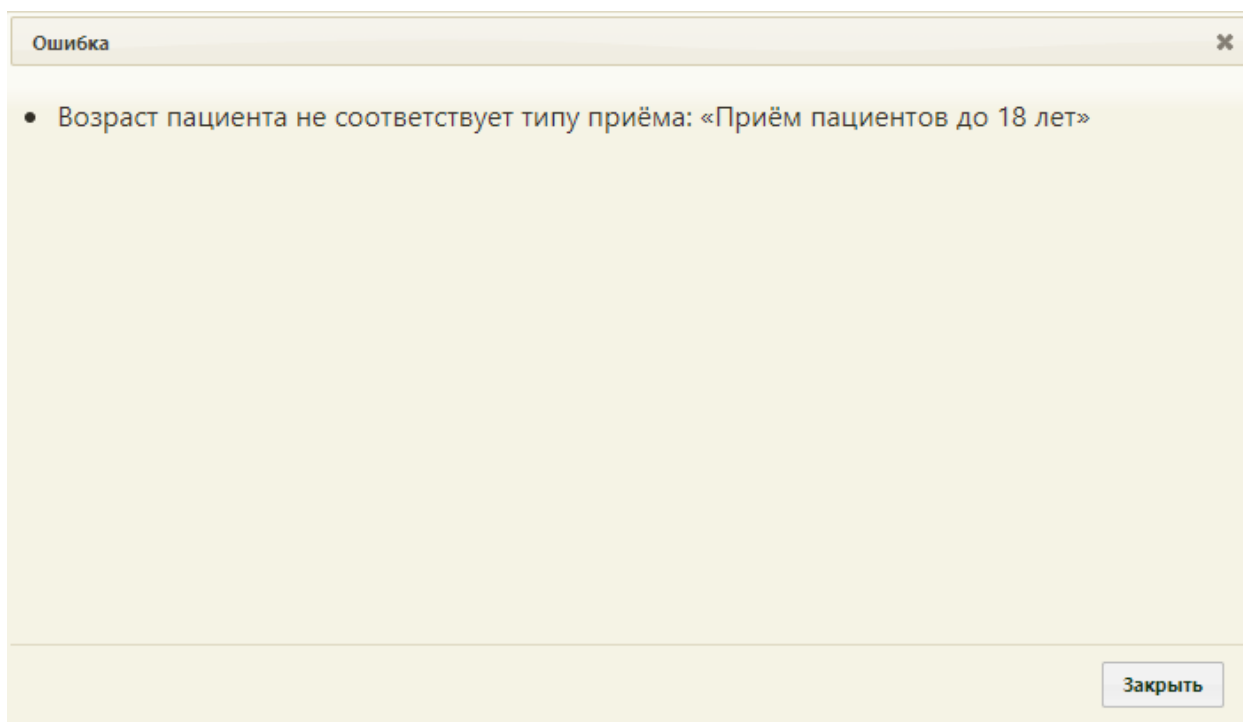 Ошибка
Возраст пациента не соответствует типу приёма: «Приём пациентов до 18 лет»
Закрыть